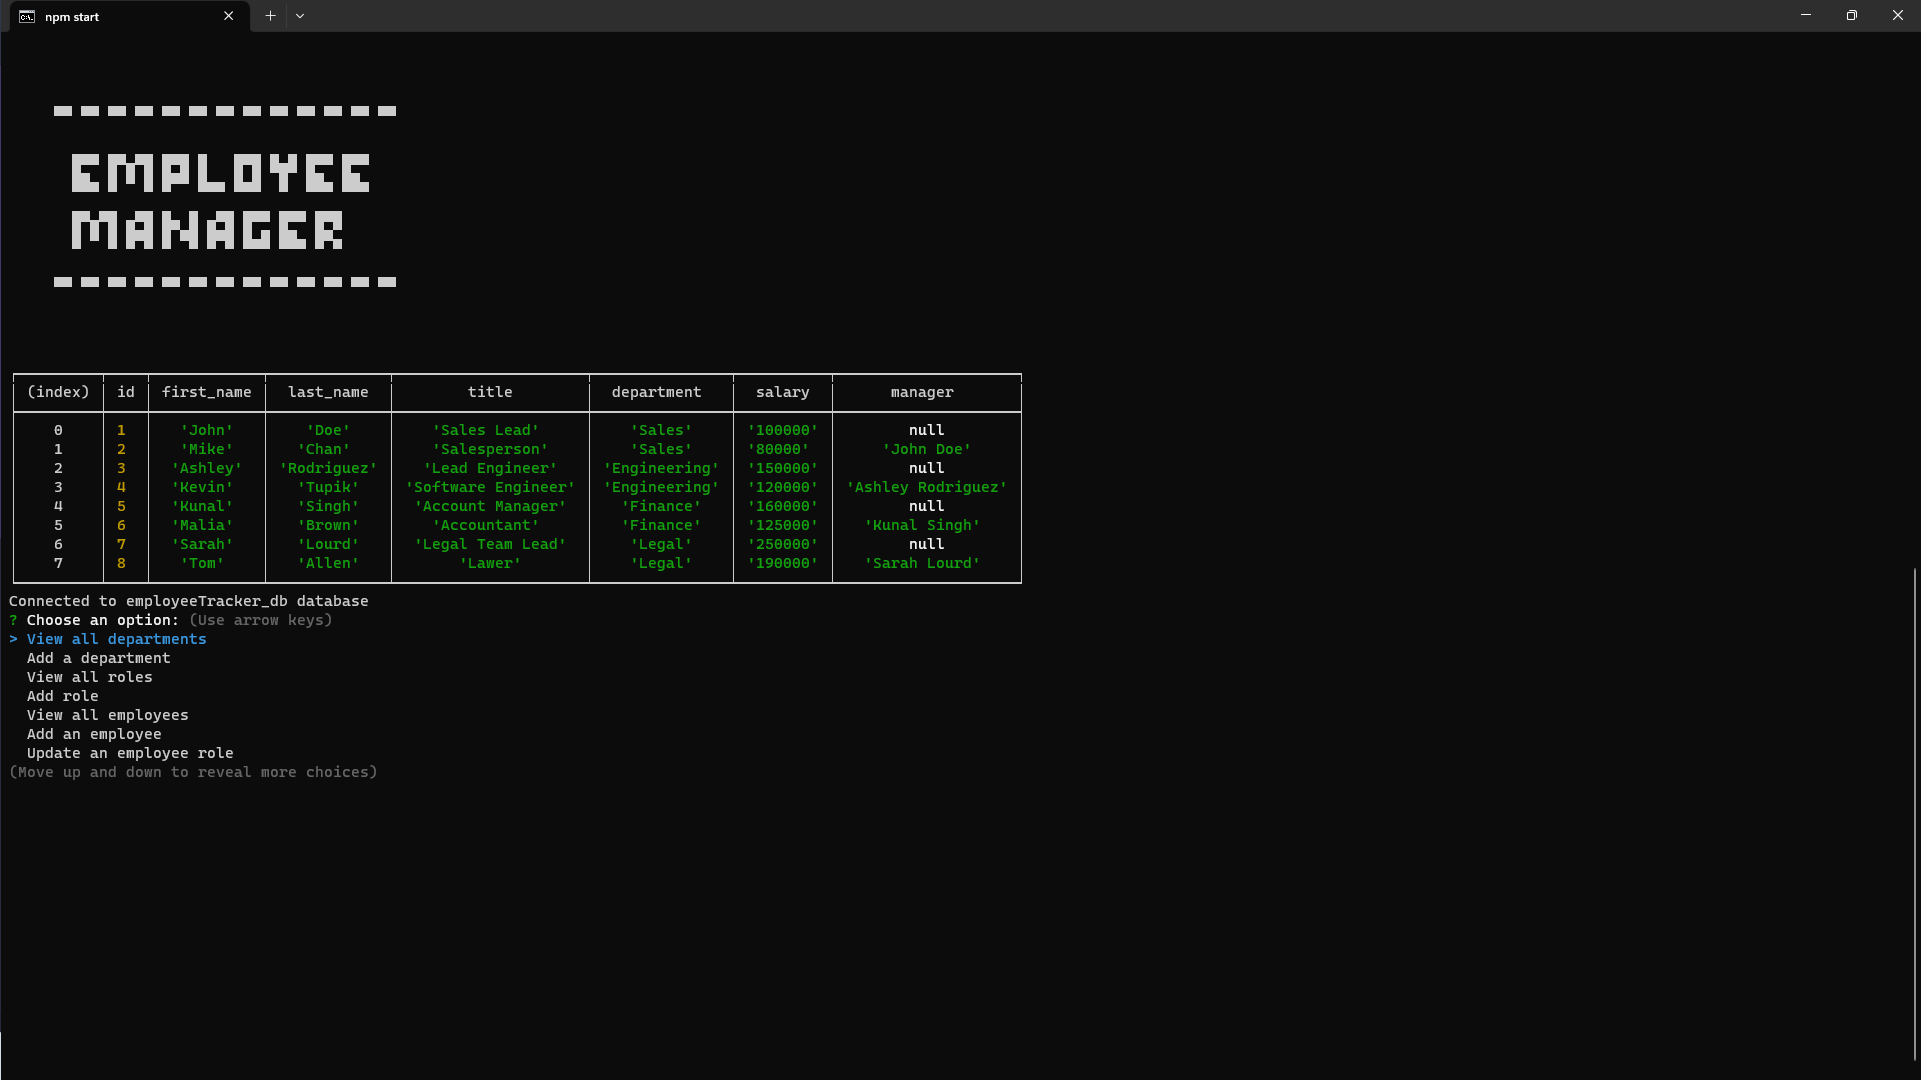 npm start
EMPLOYEE
MANAGER
(index) id first_name last_name title department salary manager
0 1 'John' 'Doe' 'Sales Lead' 'Sales' '100000' null
1 2 'Mike' 'Chan' 'Salesperson' 'Sales' '80000' 'John Doe'
2 3 'Ashley' 'Rodriguez' 'Lead Engineer' 'Engineering' '150000' null
3 4 'Kevin' 'Tupik' 'Software Engineer' 'Engineering' '120000' 'Ashley Rodriguez'
4 5 'Kunal' 'Singh' 'Account Manager' 'Finance' '160000' null
5 6 'Malia' 'Brown' 'Accountant' 'Finance' '125000' 'Kunal Singh'
6 7 'Sarah' 'Lourd' 'Legal Team Lead' 'Legal' '250000' null
7 8 'Tom' 'Allen' 'Lawer' 'Legal' '190000' 'Sarah Lourd'
Connected to employeeTracker_db database
? Choose an option: (Use arrow keys)
> View all departments
Add a department
View all roles
Add role
View all employees
Add an employee
Update an employee role
(Move up and down to reveal more choices)